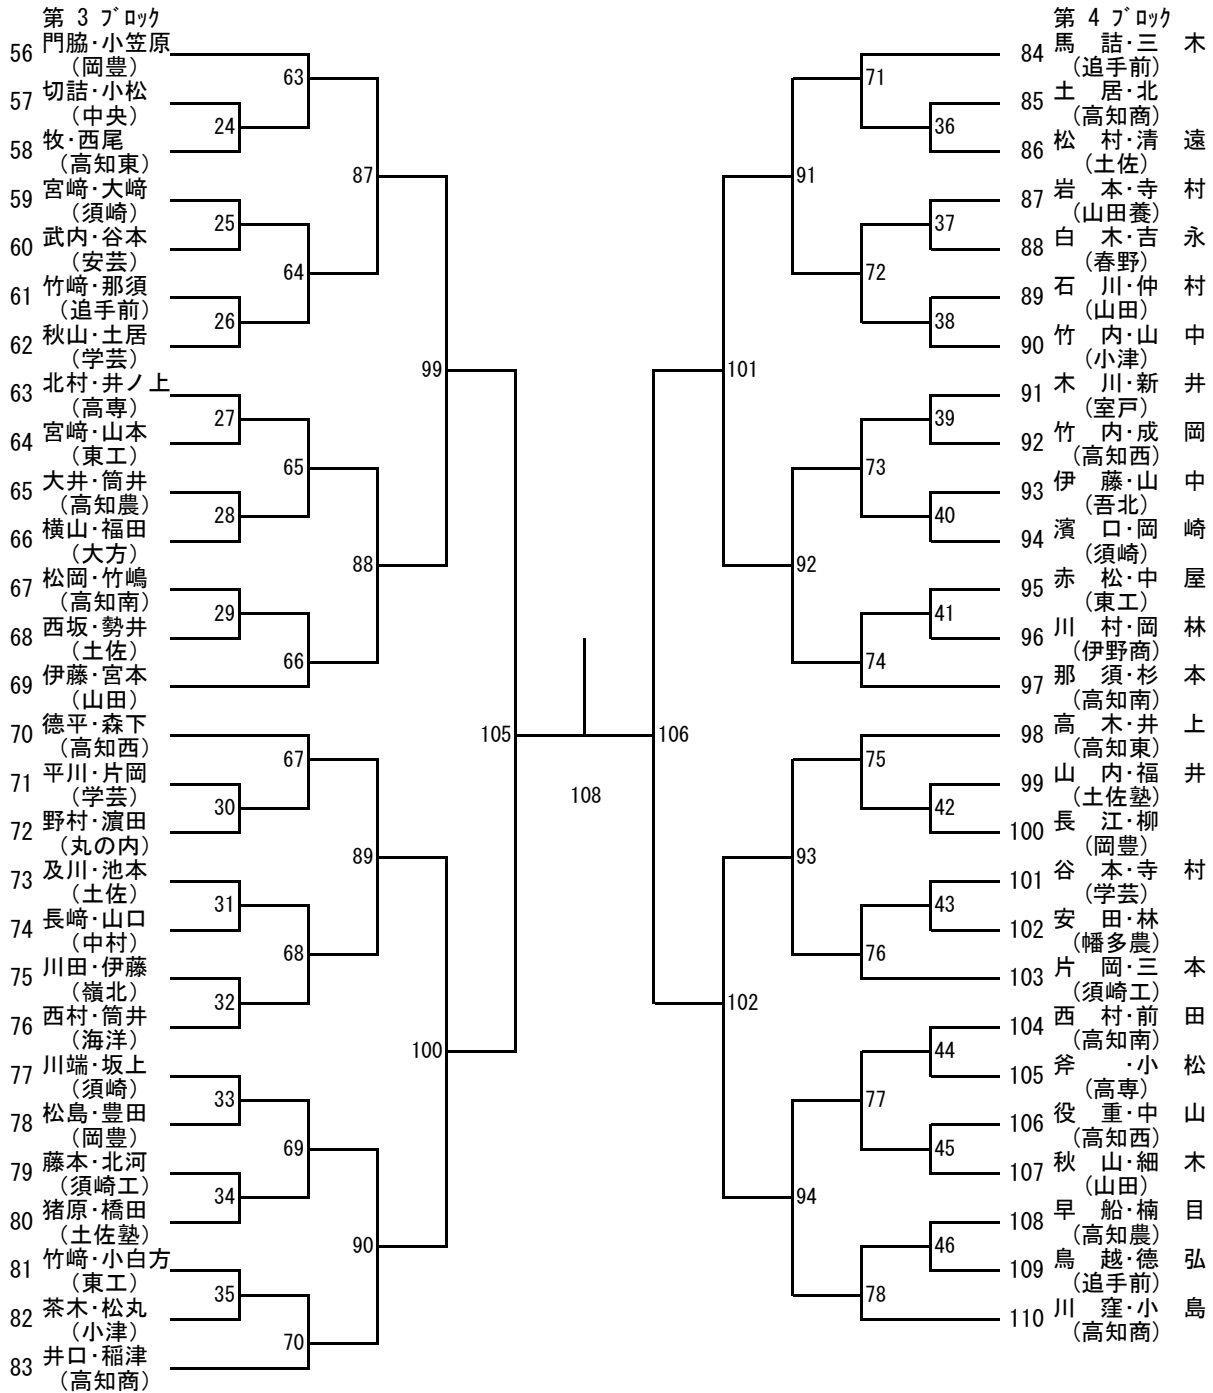 第 3 ブロック
56 門脇・小笠原
(岡豊)
57 切詰・小松
(中央)
58 牧・西尾
(高知東)
59 宮﨑・大﨑
(須崎)
60 武内・谷本
(安芸)
61 竹﨑・那須
(追手前)
62 秋山・土居
(学芸)
63 北村・井ノ上
(高専)
64 宮﨑・山本
(東工)
65 大井・筒井
(高知農)
66 横山・福田
(大方)
67 松岡・竹嶋
(高知南)
68 西坂・勢井
(土佐)
69 伊藤・宮本
(山田)
70 德平・森下
(高知西)
71 平川・片岡
(学芸)
72 野村・濵田
(丸の内)
73 及川・池本
(土佐)
74 長﨑・山口
(中村)
75 川田・伊藤
(嶺北)
76 西村・筒井
(海洋)
77 川端・坂上
(須崎)
78 松島・豊田
(岡豊)
79 藤本・北河
(須崎工)
80 猪原・橋田
(土佐塾)
81 竹﨑・小白方
(東工)
82 茶木・松丸
(小津)
83 井口・稲津
(高知商)
63
24
87
25
64
26
99
27
65
28
88
29
66
105
67
30
89
31
68
32
100
33
69
34
90
35
70
108
第 4 ブロック
84 馬 詰・三 木
(追手前)
85 土 居・北
(高知商)
86 松 村・清 遠
(土佐)
87 岩 本・寺 村
(山田養)
88 白 木・吉 永
(春野)
89 石 川・仲 村
(山田)
90 竹 内・山 中
(小津)
91 木 川・新 井
(室戸)
92 竹 内・成 岡
(高知西)
93 伊 藤・山 中
(吾北)
94 濱 口・岡 崎
(須崎)
95 赤 松・中 屋
(東工)
96 川 村・岡 林
(伊野商)
97 那 須・杉 本
(高知南)
98 高 木・井 上
(高知東)
99 山 内・福 井
(土佐塾)
100 長 江・柳
(岡豊)
101 谷 本・寺 村
(学芸)
102 安 田・林
(幡多農)
103 片 岡・三 本
(須崎工)
104 西 村・前 田
(高知南)
105 斧 ・小 松
(高専)
106 役 重・中 山
(高知西)
107 秋 山・細 木
(山田)
108 早 船・楠 目
(高知農)
109 鳥 越・德 弘
(追手前)
110 川 窪・小 島
(高知商)
71
36
91
37
72
38
101
39
73
40
92
41
74
106
75
42
93
43
76
102
44
77
45
94
46
78